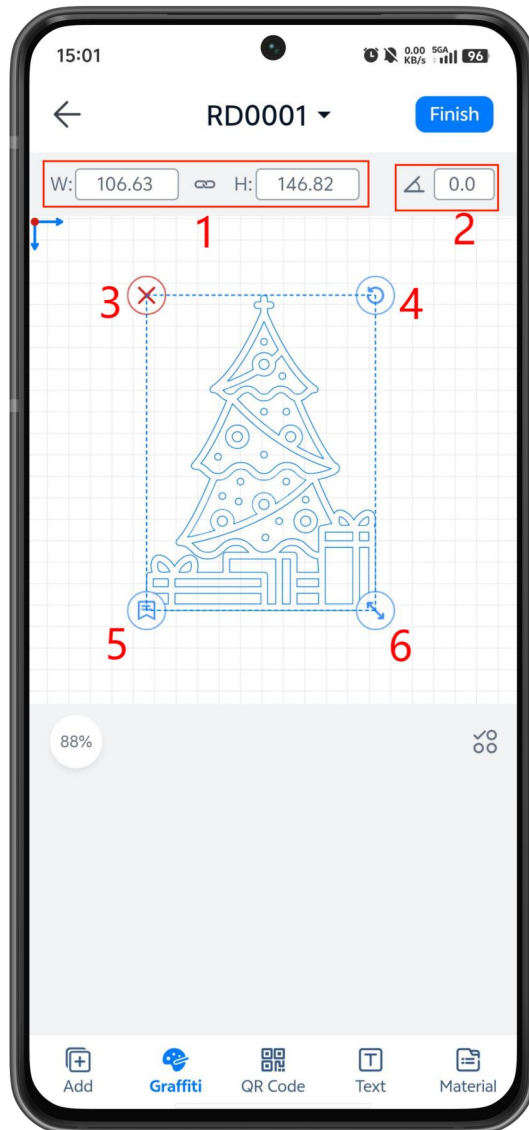 15:01 0.00 KB/s 5GA 96
RD0001
Finish
W: 106.63 H: 146.82 0.0
1
2
3
4
5
6
88%
Add Graffiti QR Code Text Material